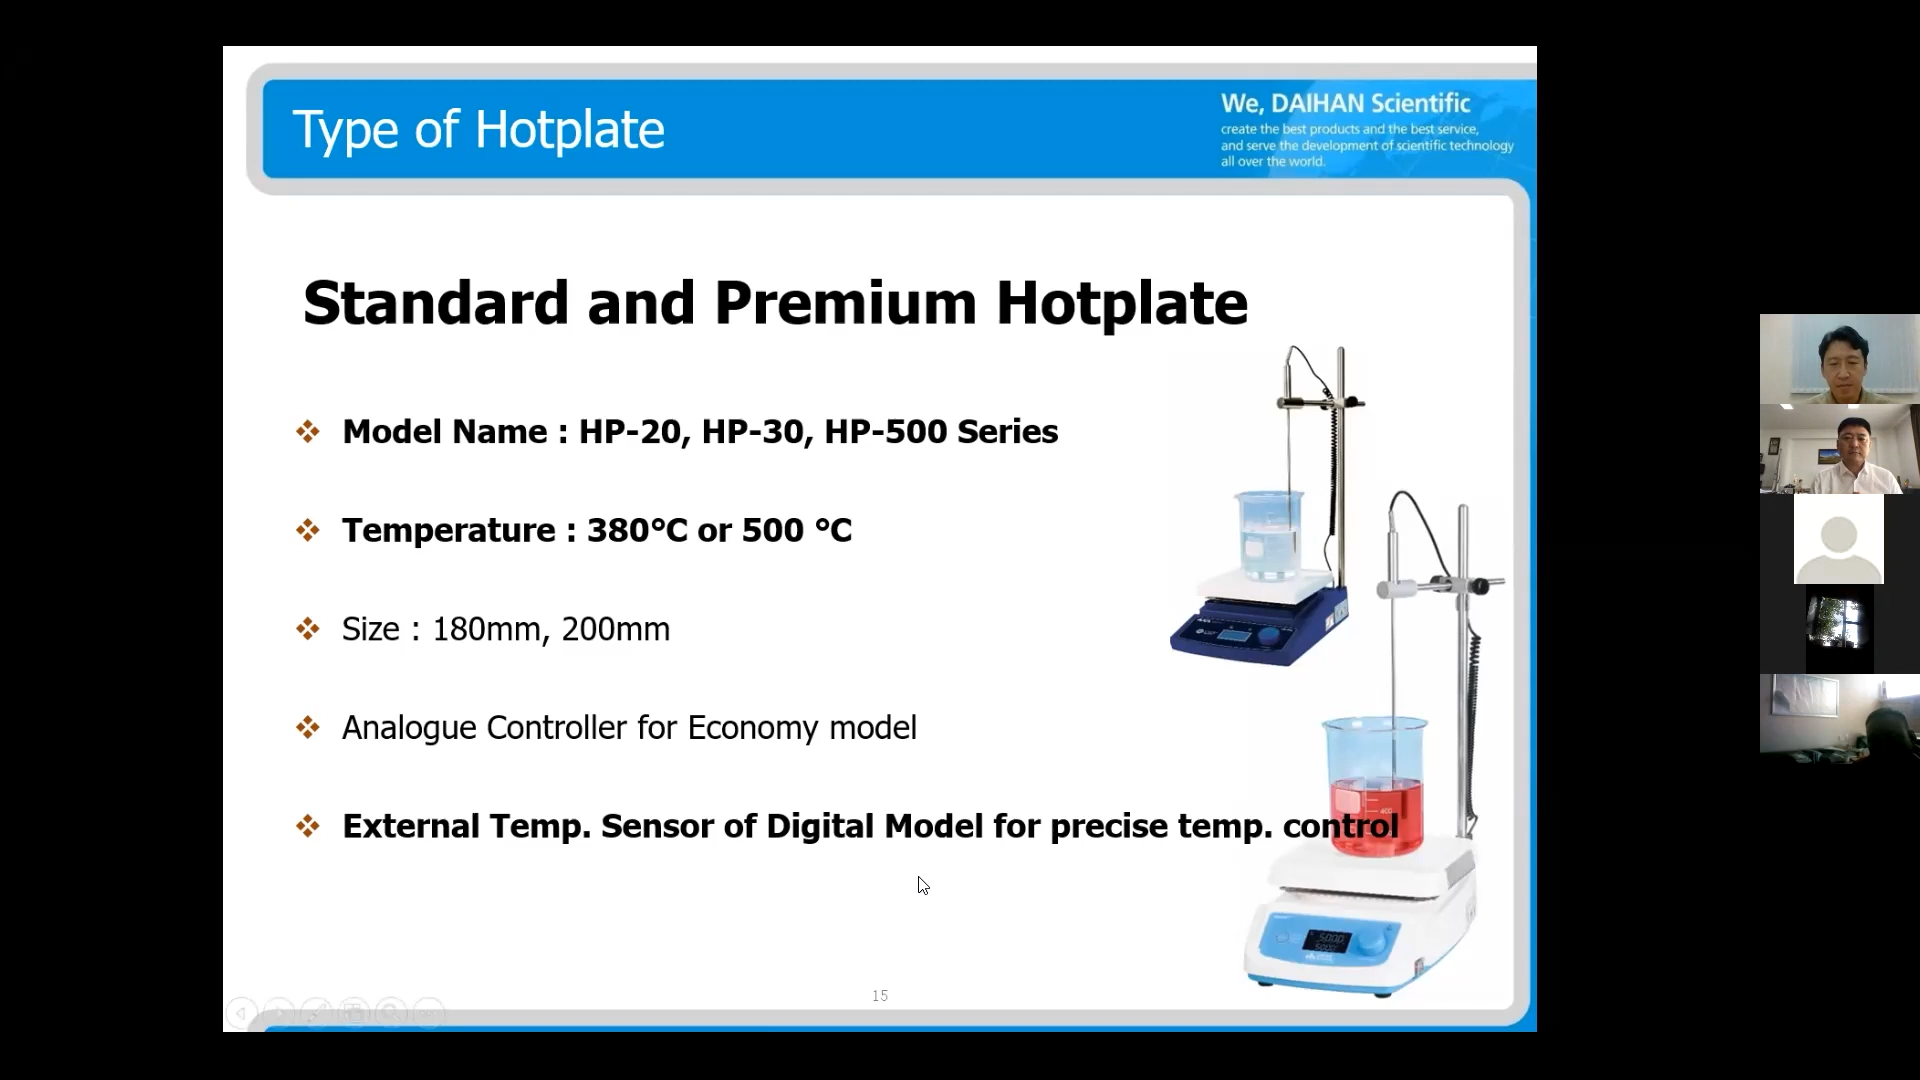 Type of Hotplate
We, DAIHAN Scientific
create the best products and the best service,
and serve the development of scientific technology
all over the world.
Standard and Premium Hotplate
Model Name : HP-20, HP-30, HP-500 Series
Temperature : 380°C or 500 °C
Size : 180mm, 200mm
Analogue Controller for Economy model
External Temp. Sensor of Digital Model for precise temp. control
400
15